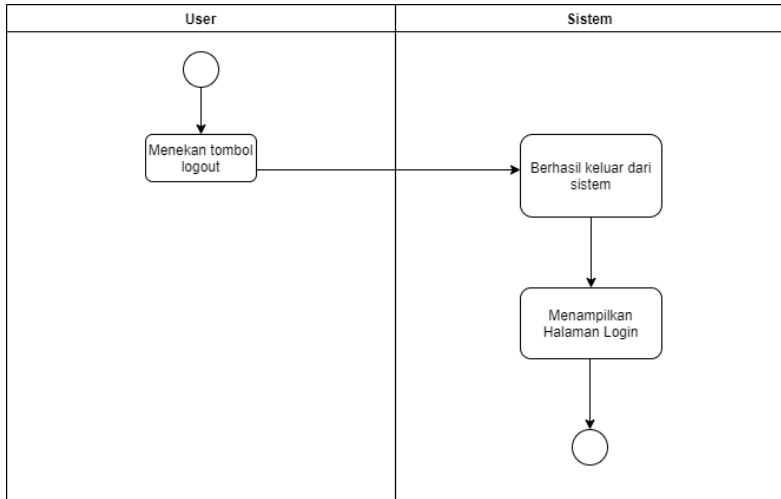 User
Sistem
Menekan tombol
logout
Berhasil keluar dari
sistem
Menampilkan
Halaman Login